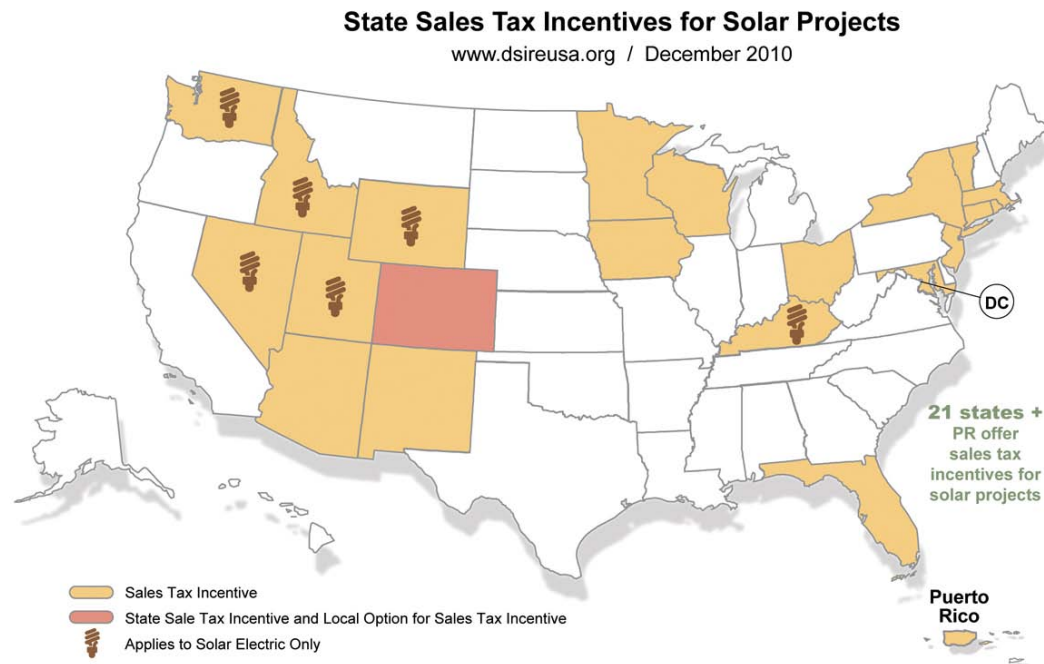 State Sales Tax Incentives for Solar Projects
www.dsireusa.org / December 2010
DC
21 states +
PR offer
sales tax
incentives for
solar projects
Puerto
Rico
Sales Tax Incentive
State Sale Tax Incentive and Local Option for Sales Tax Incentive
Applies to Solar Electric Only